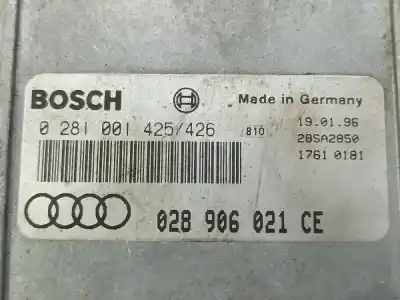 BOSCH
Made in Germany
0 281 001 425/426
810
19.01.96
28SA2850
1761 0181
028 906 021 CE